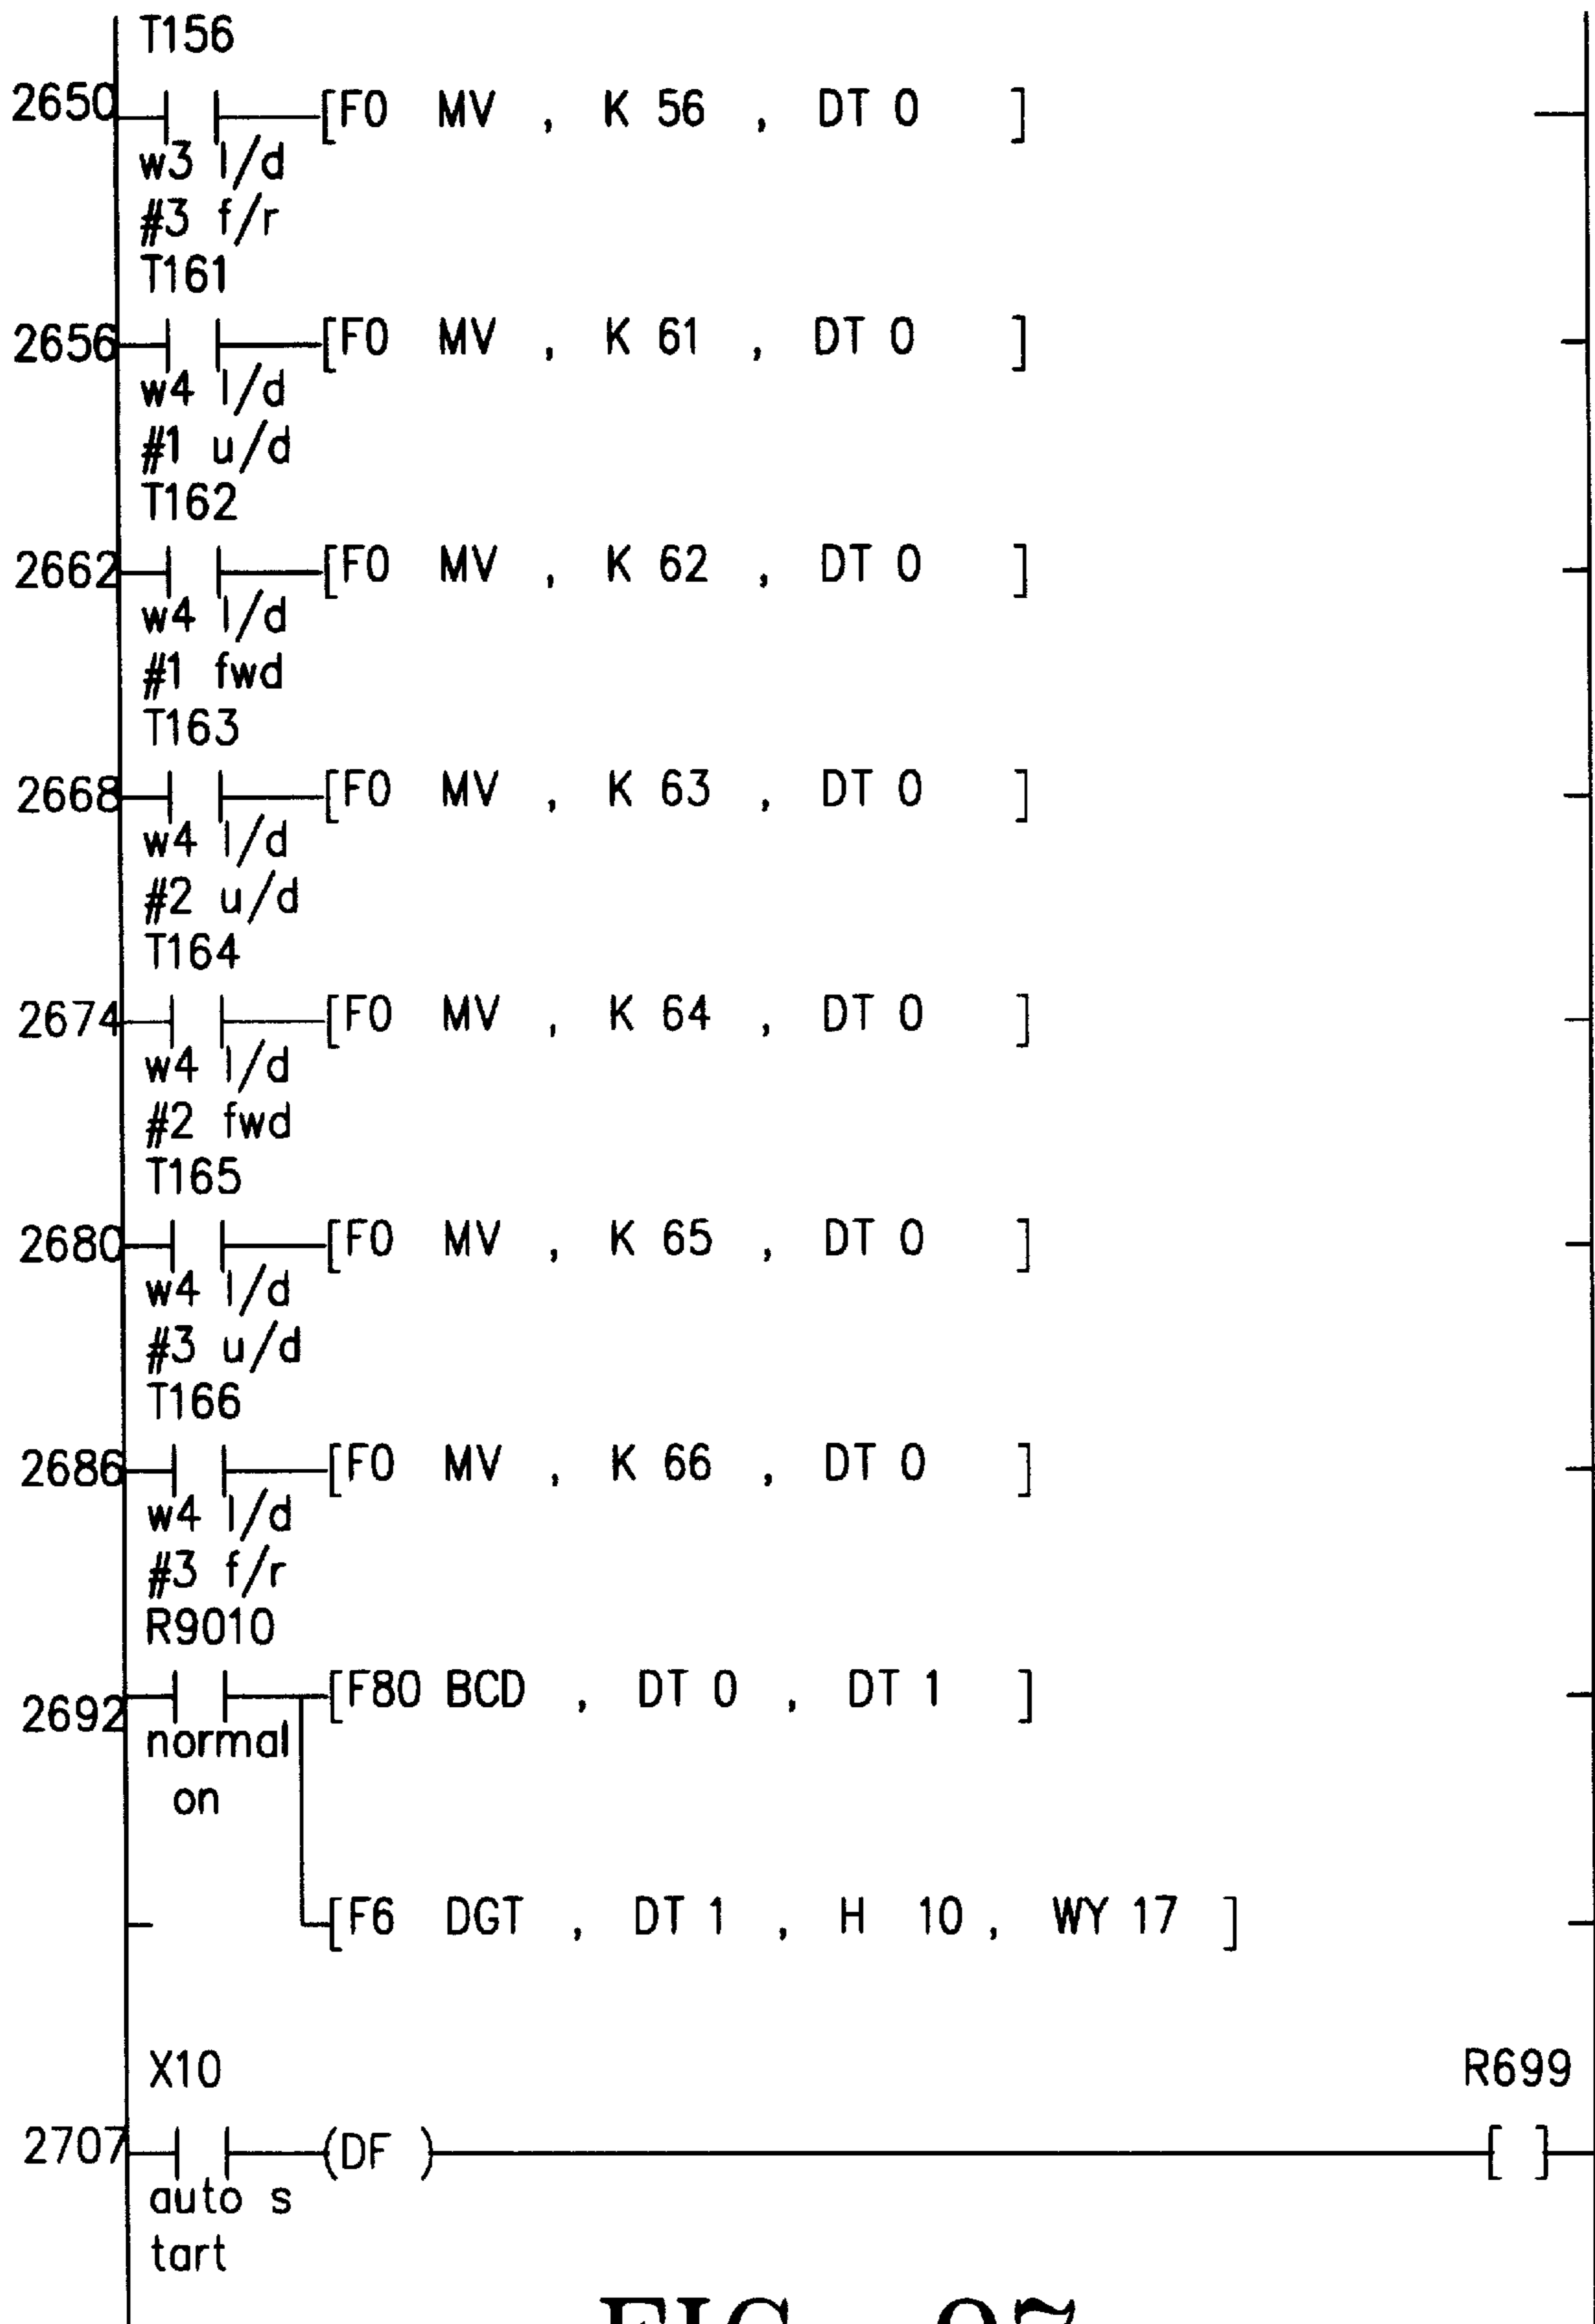 T156
2650 [F0 MV , K 56 , DT 0 ]
w3 l/d
#3 f/r
T161
2656 [F0 MV , K 61 , DT 0 ]
w4 l/d
#1 u/d
T162
2662 [F0 MV , K 62 , DT 0 ]
w4 l/d
#1 fwd
T163
2668 [F0 MV , K 63 , DT 0 ]
w4 l/d
#2 u/d
T164
2674 [F0 MV , K 64 , DT 0 ]
w4 l/d
#2 fwd
T165
2680 [F0 MV , K 65 , DT 0 ]
w4 l/d
#3 u/d
T166
2686 [F0 MV , K 66 , DT 0 ]
w4 l/d
#3 f/r
R9010
2692 [F80 BCD , DT 0 , DT 1 ]
normal
on
[F6 DGT , DT 1 , H 10 , WY 17 ]
X10 R699
2707 (DF ) [ ]
auto s
tart